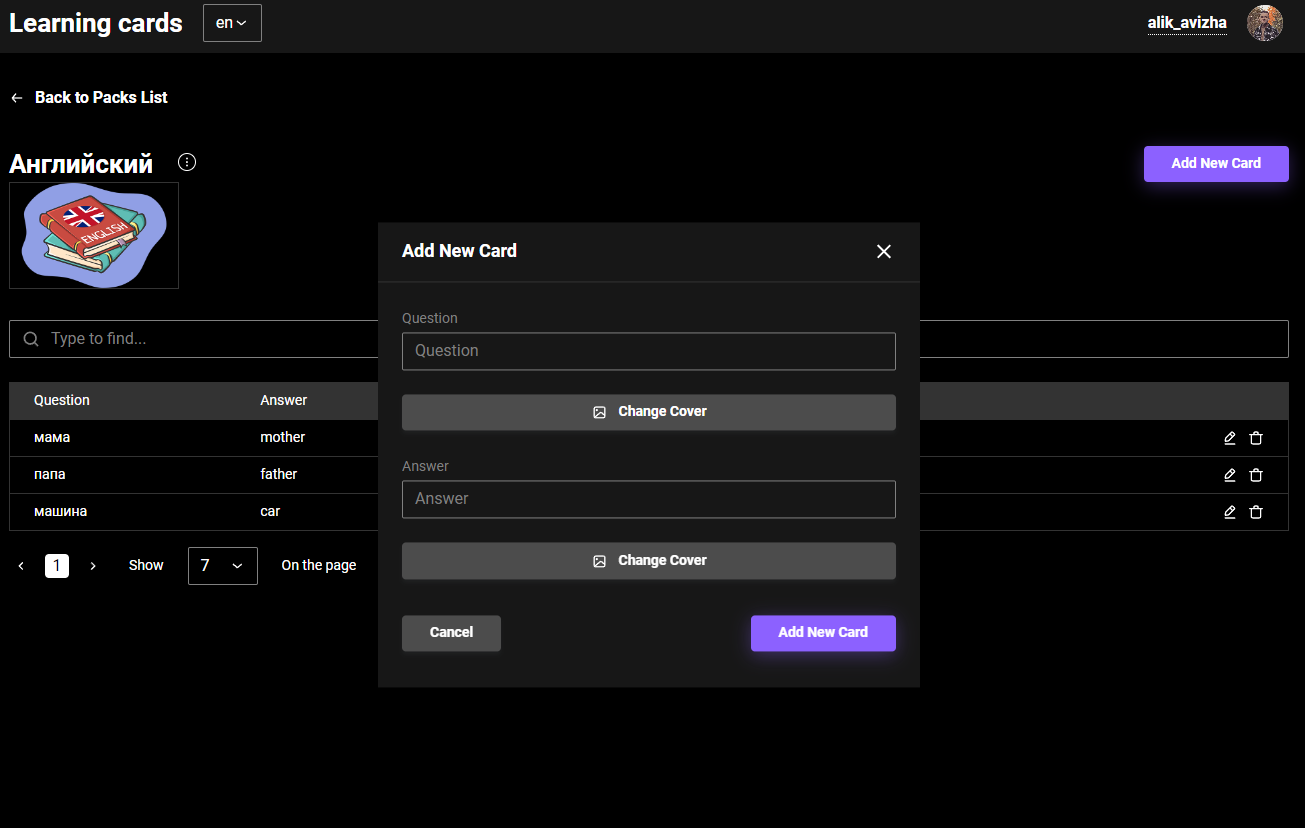 Learning cards
en
alik_avizha
Back to Packs List
Английский
Add New Card
ENGLISH
Type to find...
Question Answer
мама mother
папа father
машина car
1 Show 7 On the page
Add New Card
Question
Question
Change Cover
Answer
Answer
Change Cover
Cancel Add New Card